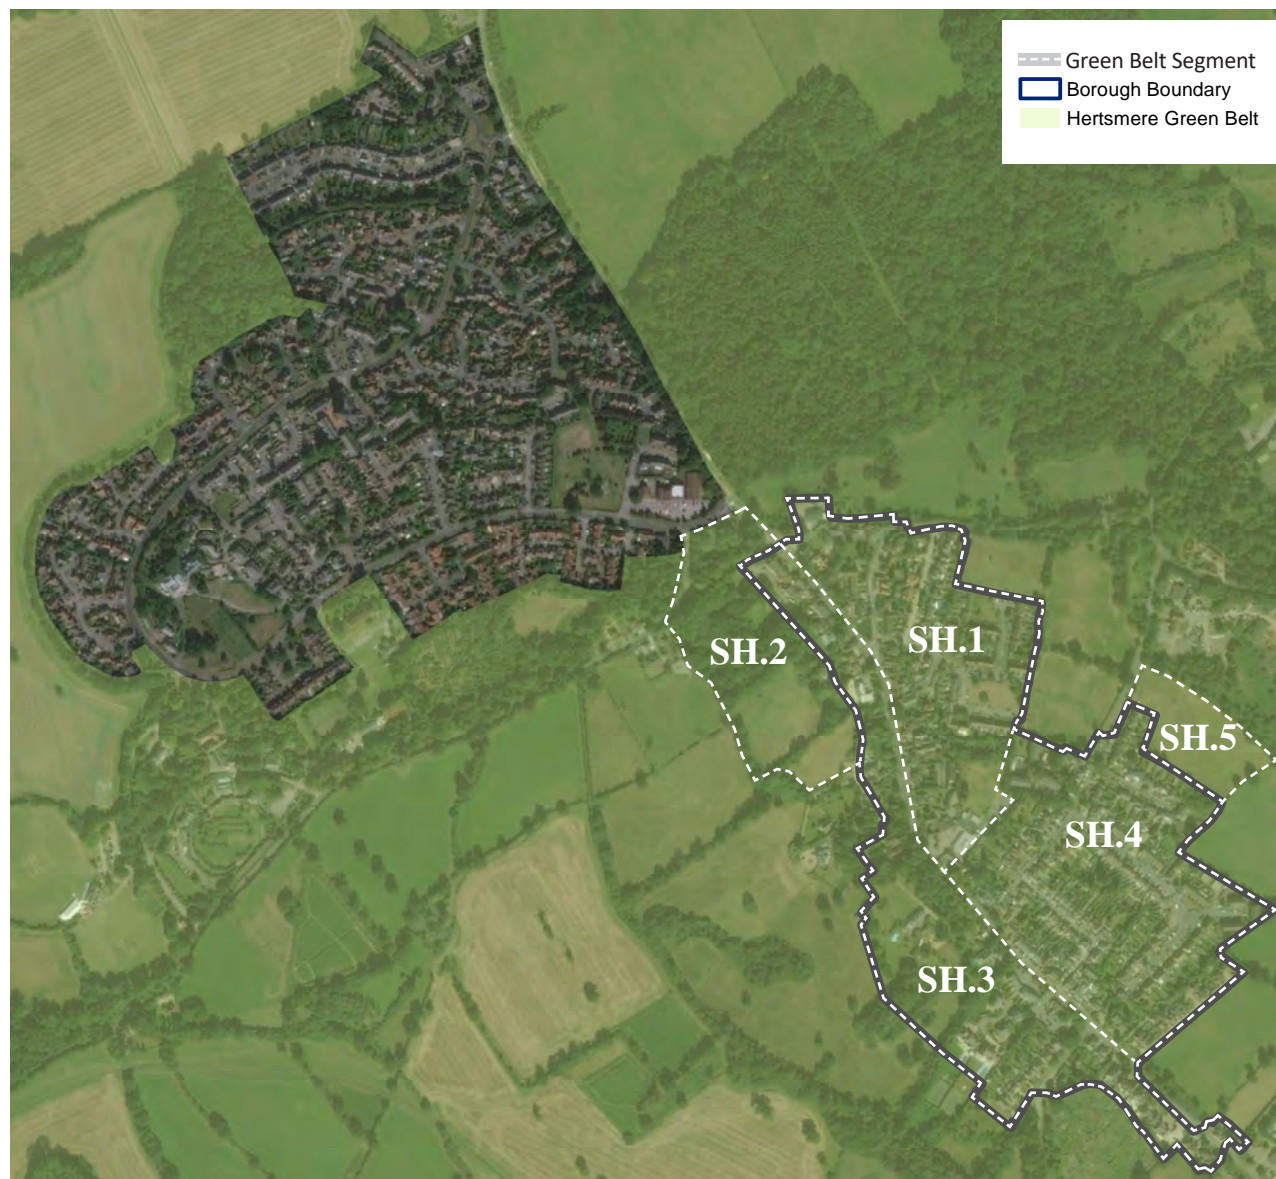 Green Belt Segment
Borough Boundary
Hertsmere Green Belt
SH.2
SH.1
SH.5
SH.4
SH.3